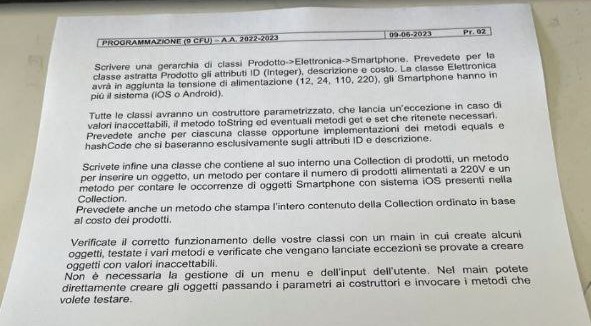 PROGRAMMAZIONE (9 CFU) – A.A. 2022-2023 09-06-2023 Pr. 02
Scrivere una gerarchia di classi Prodotto->Elettronica->Smartphone. Prevedete per la
classe astratta Prodotto gli attributi ID (Integer), descrizione e costo. La classe Elettronica
avrà in aggiunta la tensione di alimentazione (12, 24, 110, 220), gli Smartphone hanno in
più il sistema (iOS o Android).
Tutte le classi avranno un costruttore parametrizzato, che lancia un'eccezione in caso di
valori inaccettabili, il metodo toString ed eventuali metodi get e set che ritenete necessari.
Prevedete anche per ciascuna classe opportune implementazioni dei metodi equals e
hashCode che si baseranno esclusivamente sugli attributi ID e descrizione.
Scrivete infine una classe che contiene al suo interno una Collection di prodotti, un metodo
per inserire un oggetto, un metodo per contare il numero di prodotti alimentati a 220V e un
metodo per contare le occorrenze di oggetti Smartphone con sistema iOS presenti nella
Collection.
Prevedete anche un metodo che stampa l'intero contenuto della Collection ordinato in base
al costo dei prodotti.
Verificate il corretto funzionamento delle vostre classi con un main in cui create alcuni
oggetti, testate i vari metodi e verificate che vengano lanciate eccezioni se provate a creare
oggetti con valori inaccettabili.
Non è necessaria la gestione di un menu e dell'input dell'utente. Nel main potete
direttamente creare gli oggetti passando i parametri ai costruttori e invocare i metodi che
volete testare.